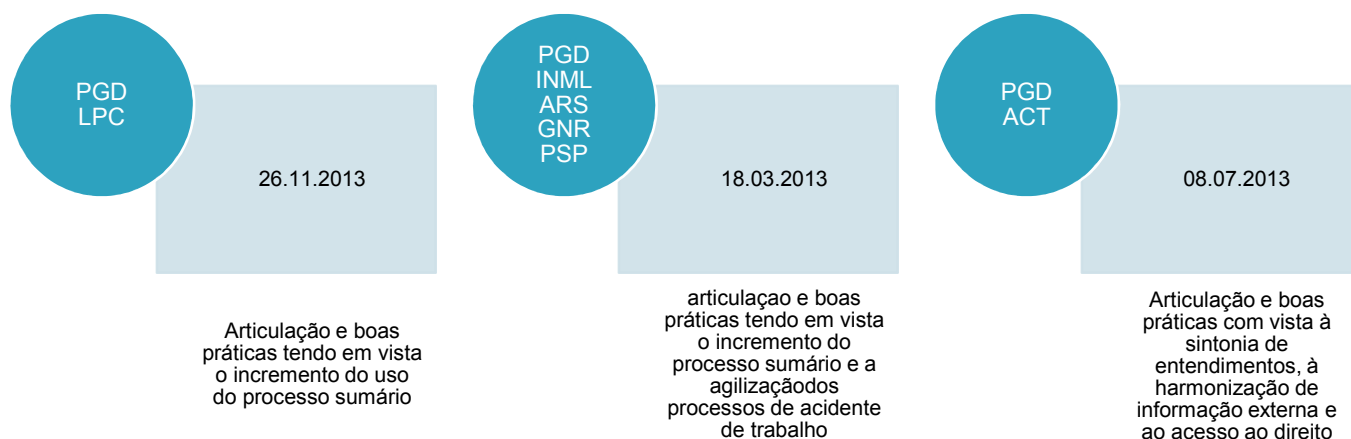 PGD
LPC
26.11.2013
Articulação e boas
práticas tendo em vista
o incremento do uso
do processo sumário
PGD
INML
ARS
GNR
PSP
18.03.2013
articulaçao e boas
práticas tendo em vista
o incremento do
processo sumário e a
agilizaçãodos
processos de acidente
de trabalho
PGD
ACT
08.07.2013
Articulação e boas
práticas com vista à
sintonia de
entendimentos, à
harmonização de
informação externa e
ao acesso ao direito